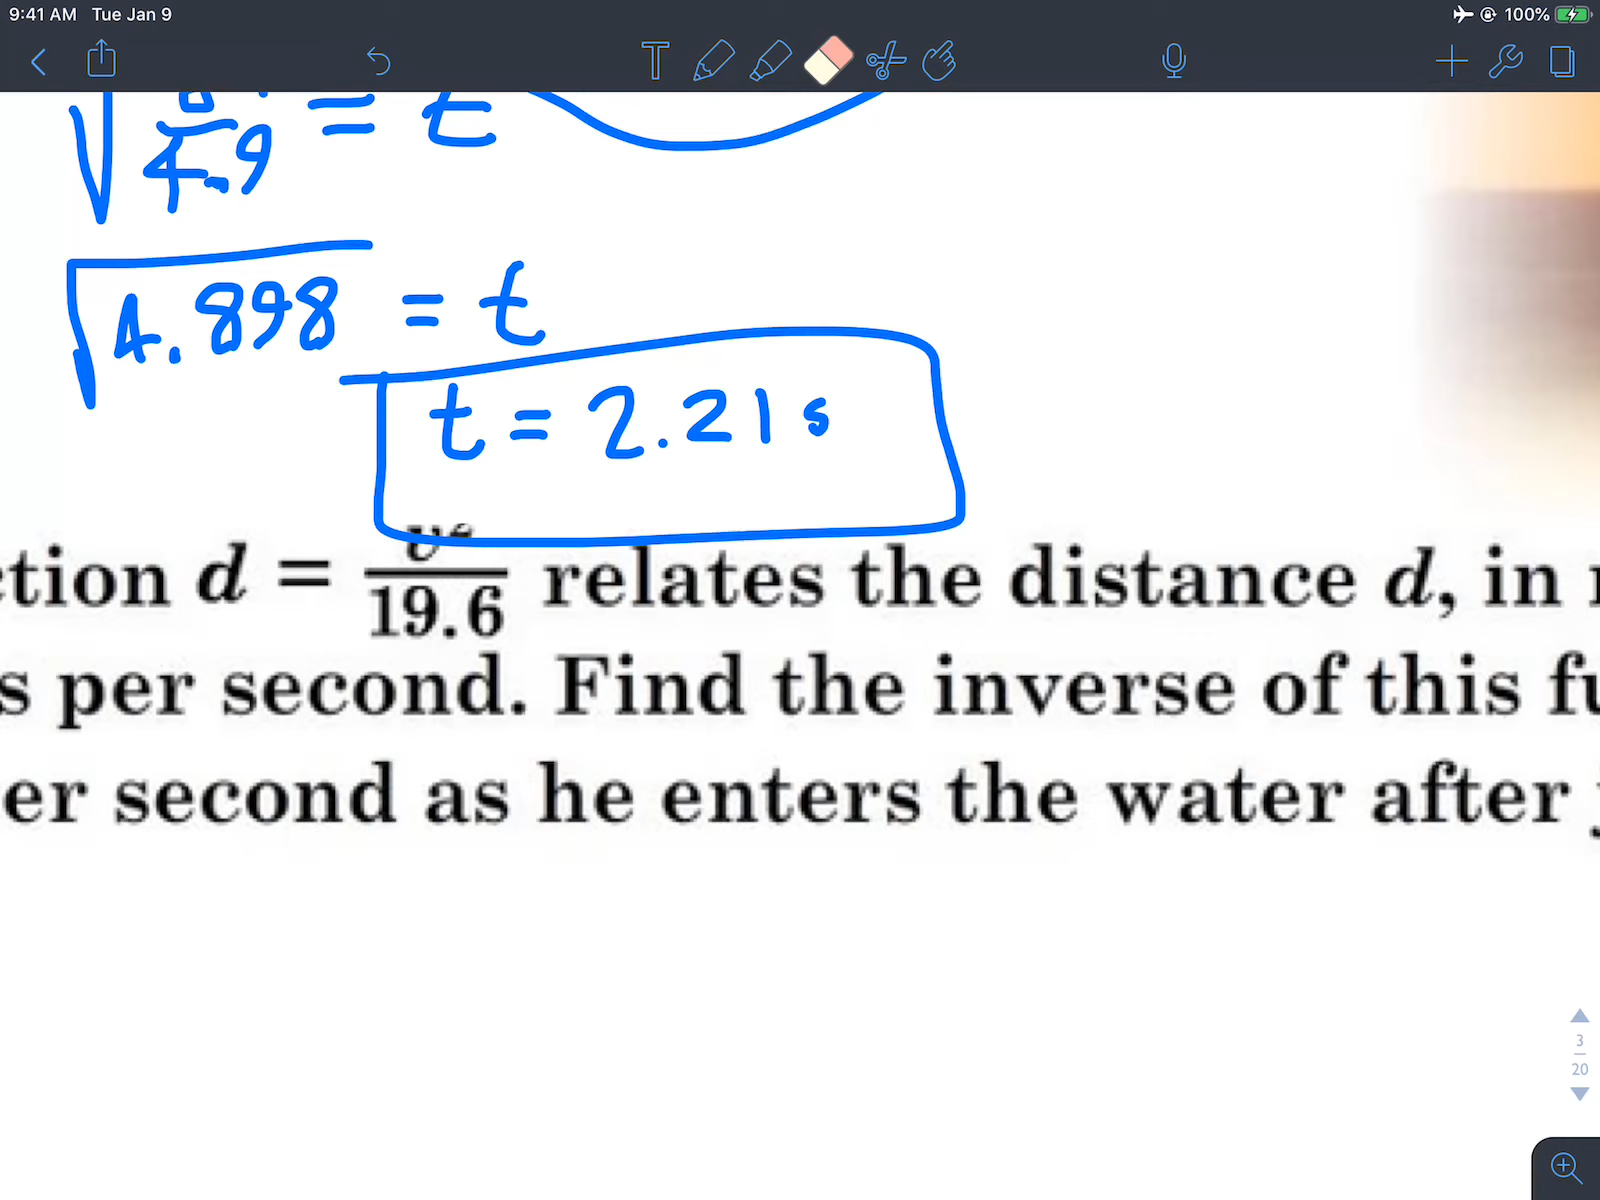 9:41 AM Tue Jan 9 100%
T
4.9 = t
√4.898 = t
t = 2.21 s
tion d = v²/19.6 relates the distance d, in
s per second. Find the inverse of this fu
er second as he enters the water after
3
20